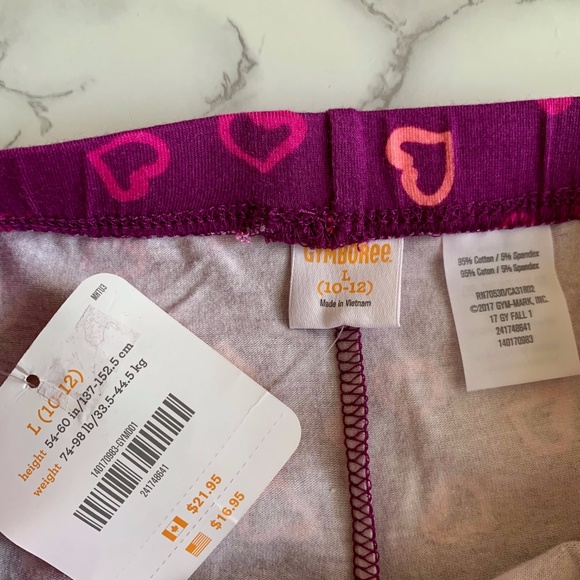 GYMBOREE
L
(10-12)
Made in Vietnam
95% Cotton / 5% Spandex
95% Coton / 5% Spandex
RN70530/CA31802
©2017 GYM-MARK, INC.
17 GY FALL 1
241748641
140170983
L (10-12)
height 54-60 in/137-152.5 cm
weight 74-98 lb/33.5-44.5 kg
140170983-GYM001
241748641
$21.95
$16.95